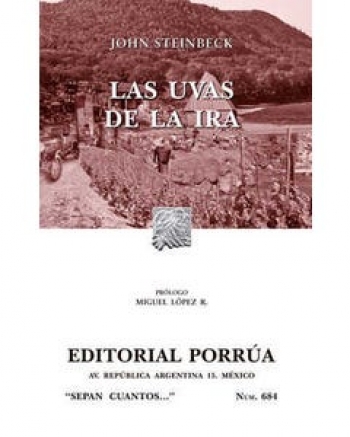 JOHN STEINBECK
LAS UVAS
DE LA IRA
PRÓLOGO
MIGUEL LÓPEZ R.
EDITORIAL PORRÚA
AV. REPÚBLICA ARGENTINA 15. MÉXICO
"SEPAN CUANTOS..." NÚM. 684